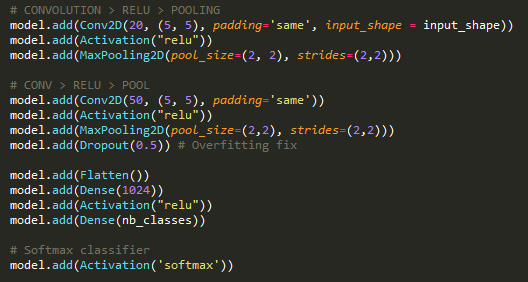 # CONVOLUTION > RELU > POOLING
model.add(Conv2D(20, (5, 5), padding='same', input_shape = input_shape))
model.add(Activation("relu"))
model.add(MaxPooling2D(pool_size=(2, 2), strides=(2,2)))
# CONV > RELU > POOL
model.add(Conv2D(50, (5, 5), padding='same'))
model.add(Activation("relu"))
model.add(MaxPooling2D(pool_size=(2,2), strides=(2,2)))
model.add(Dropout(0.5)) # Overfitting fix
model.add(Flatten())
model.add(Dense(1024))
model.add(Activation("relu"))
model.add(Dense(nb_classes))
# Softmax classifier
model.add(Activation('softmax'))